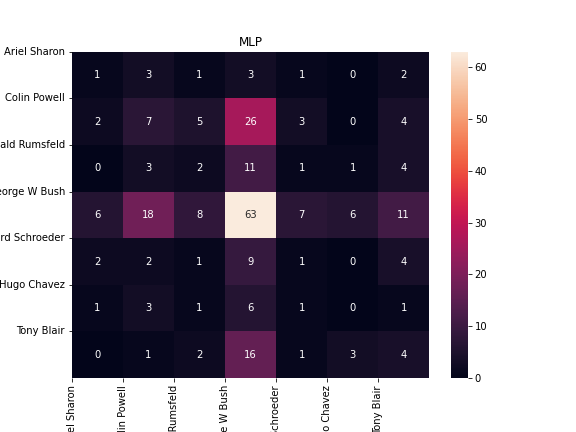 MLP
Ariel Sharon
1 3 1 3 1 0 2
60
Colin Powell
2 7 5 26 3 0 4
50
ald Rumsfeld
0 3 2 11 1 1 4
40
eorge W Bush
6 18 8 63 7 6 11
30
rd Schroeder
2 2 1 9 1 0 4
20
Hugo Chavez
1 3 1 6 1 0 1
10
Tony Blair
0 1 2 16 1 3 4
0
el Sharon
lin Powell
Rumsfeld
e W Bush
chroeder
o Chavez
Tony Blair